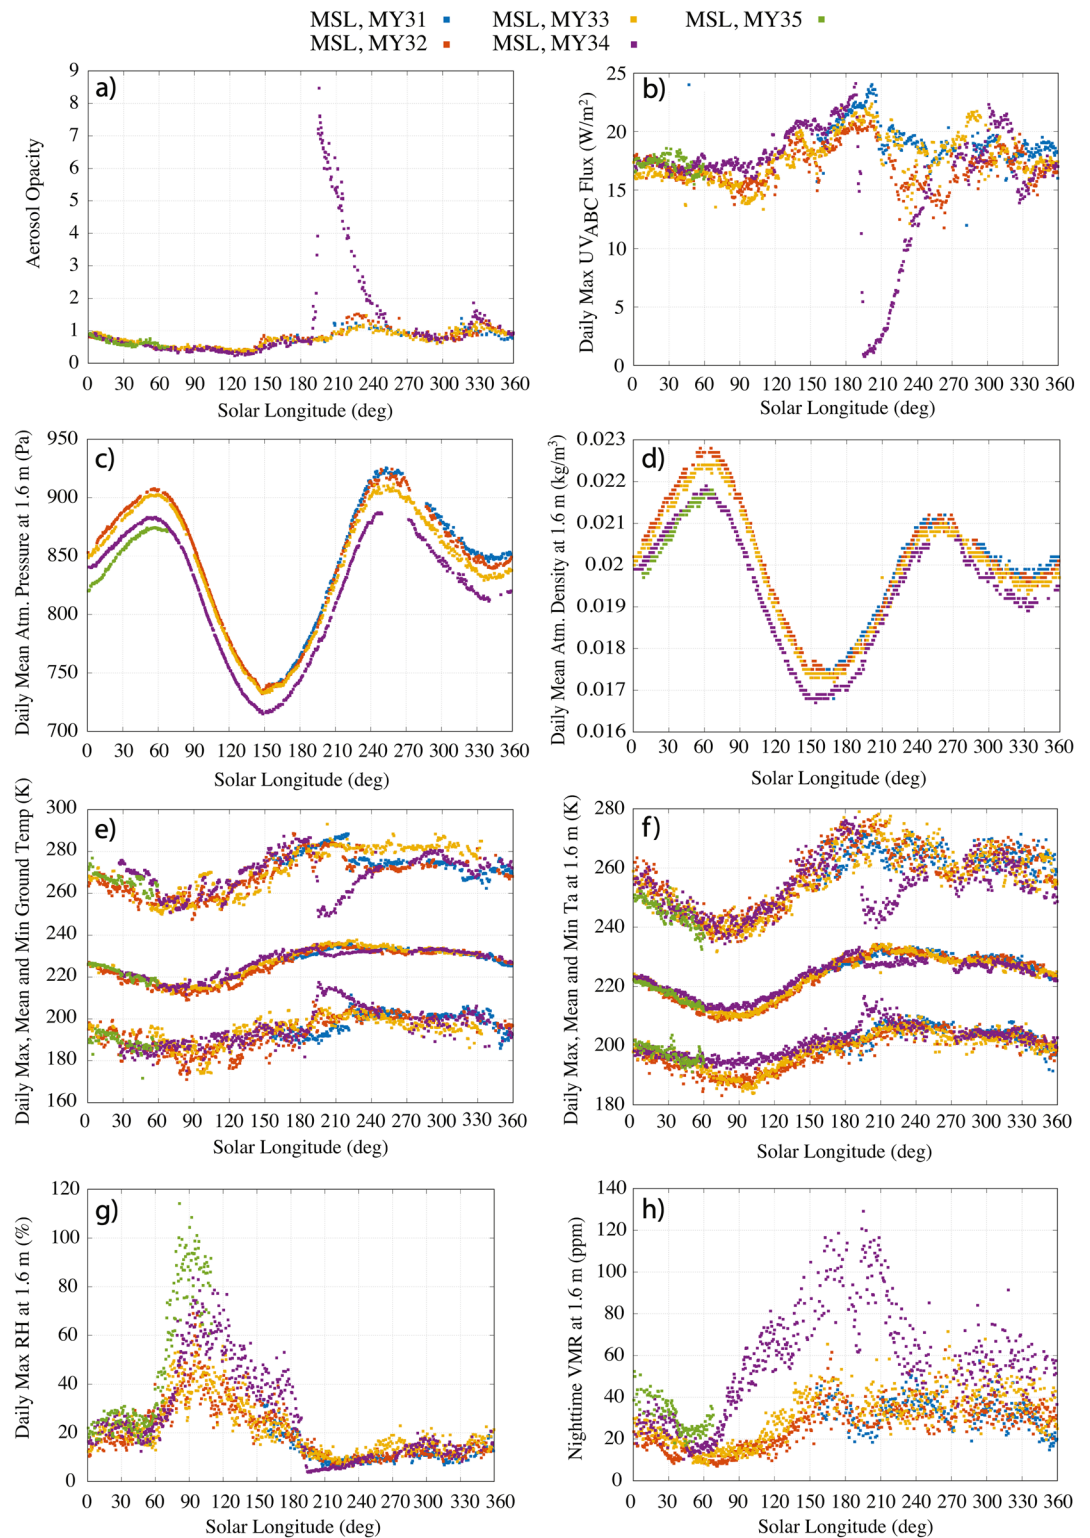 MSL, MY31 MSL, MY33 MSL, MY35
MSL, MY32 MSL, MY34
a)
Aerosol Opacity
9
8
7
6
5
4
3
2
1
0
0 30 60 90 120 150 180 210 240 270 300 330 360
Solar Longitude (deg)
b)
Daily Max UVABC Flux (W/m²)
25
20
15
10
5
0
0 30 60 90 120 150 180 210 240 270 300 330 360
Solar Longitude (deg)
c)
Daily Mean Atm. Pressure at 1.6 m (Pa)
950
900
850
800
750
700
0 30 60 90 120 150 180 210 240 270 300 330 360
Solar Longitude (deg)
d)
Daily Mean Atm. Density at 1.6 m (kg/m³)
0.023
0.022
0.021
0.02
0.019
0.018
0.017
0.016
0 30 60 90 120 150 180 210 240 270 300 330 360
Solar Longitude (deg)
e)
Daily Max, Mean and Min Ground Temp (K)
300
280
260
240
220
200
180
160
0 30 60 90 120 150 180 210 240 270 300 330 360
Solar Longitude (deg)
f)
Daily Max, Mean and Min Ta at 1.6 m (K)
280
260
240
220
200
180
0 30 60 90 120 150 180 210 240 270 300 330 360
Solar Longitude (deg)
g)
Daily Max RH at 1.6 m (%)
120
100
80
60
40
20
0
0 30 60 90 120 150 180 210 240 270 300 330 360
Solar Longitude (deg)
h)
Nighttime VMR at 1.6 m (ppm)
140
120
100
80
60
40
20
0
0 30 60 90 120 150 180 210 240 270 300 330 360
Solar Longitude (deg)